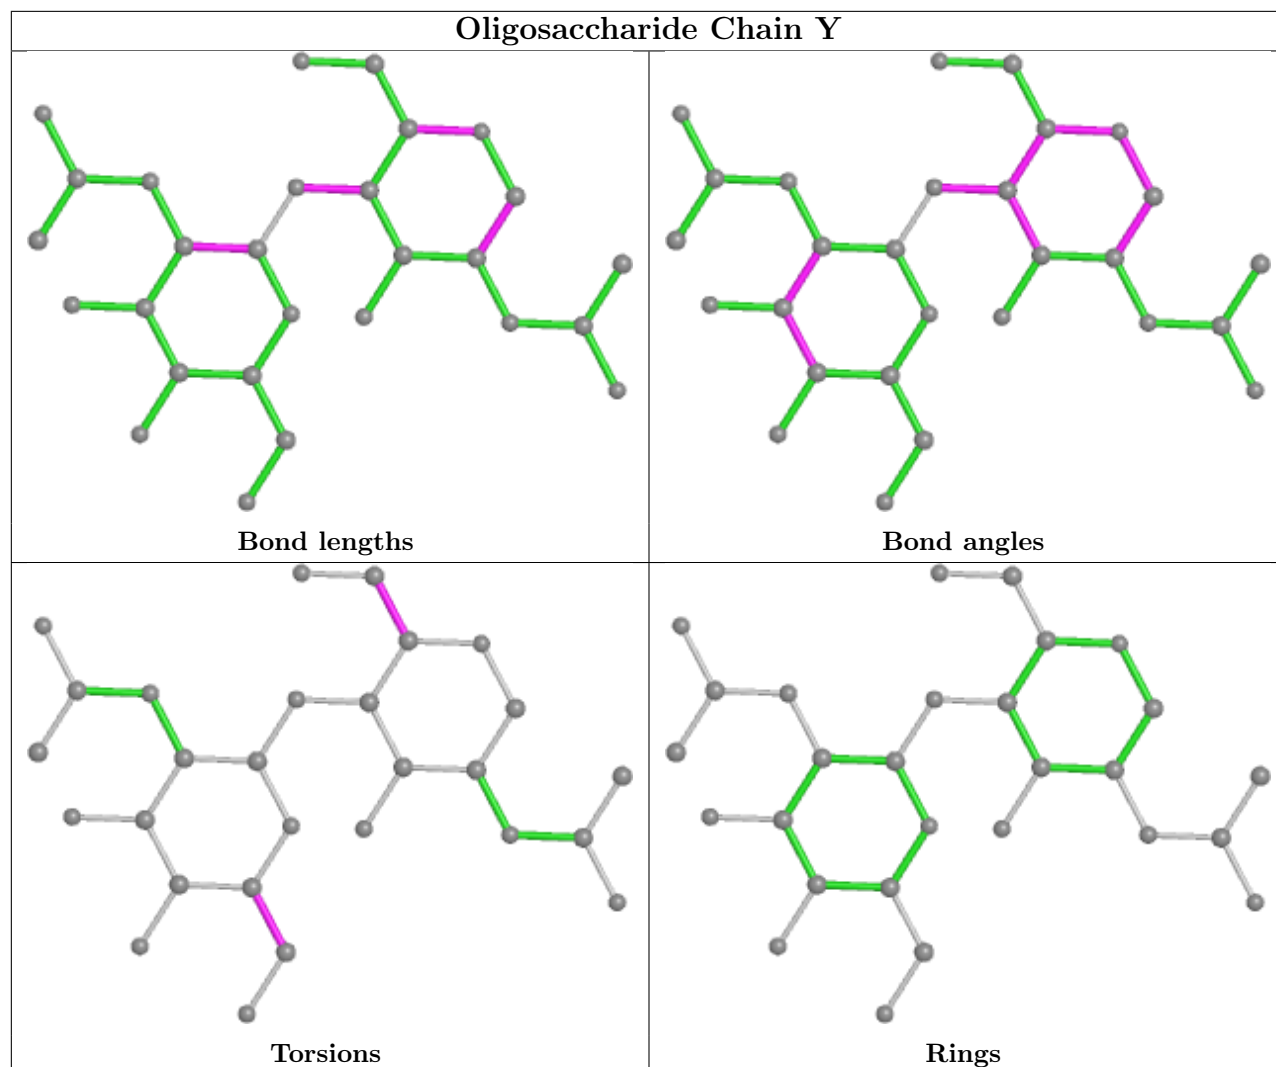 Oligosaccharide Chain Y
Bond lengths
Bond angles
Torsions
Rings